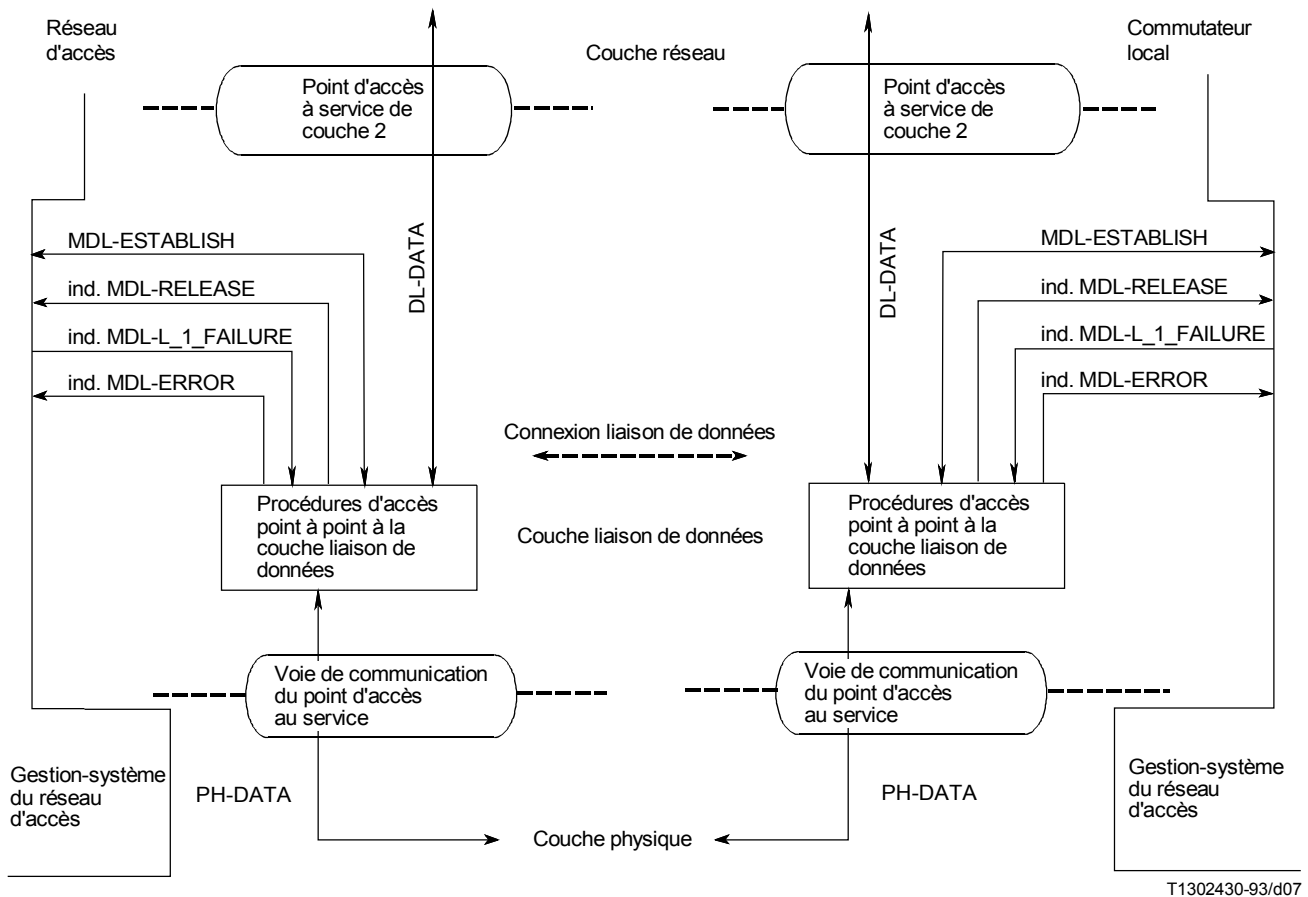 Réseau
d'accès
Couche réseau
Commutateur
local
Point d'accès
à service de
couche 2
Point d'accès
à service de
couche 2
MDL-ESTABLISH
ind. MDL-RELEASE
ind. MDL-L_1_FAILURE
ind. MDL-ERROR
DL-DATA
DL-DATA
MDL-ESTABLISH
ind. MDL-RELEASE
ind. MDL-L_1_FAILURE
ind. MDL-ERROR
Connexion liaison de données
Procédures d'accès
point à point à la
couche liaison de
données
Couche liaison de données
Procédures d'accès
point à point à la
couche liaison de
données
Voie de communication
du point d'accès
au service
Voie de communication
du point d'accès
au service
Gestion-système
du réseau
d'accès
PH-DATA
Couche physique
PH-DATA
Gestion-système
du réseau
d'accès
T1302430-93/d07